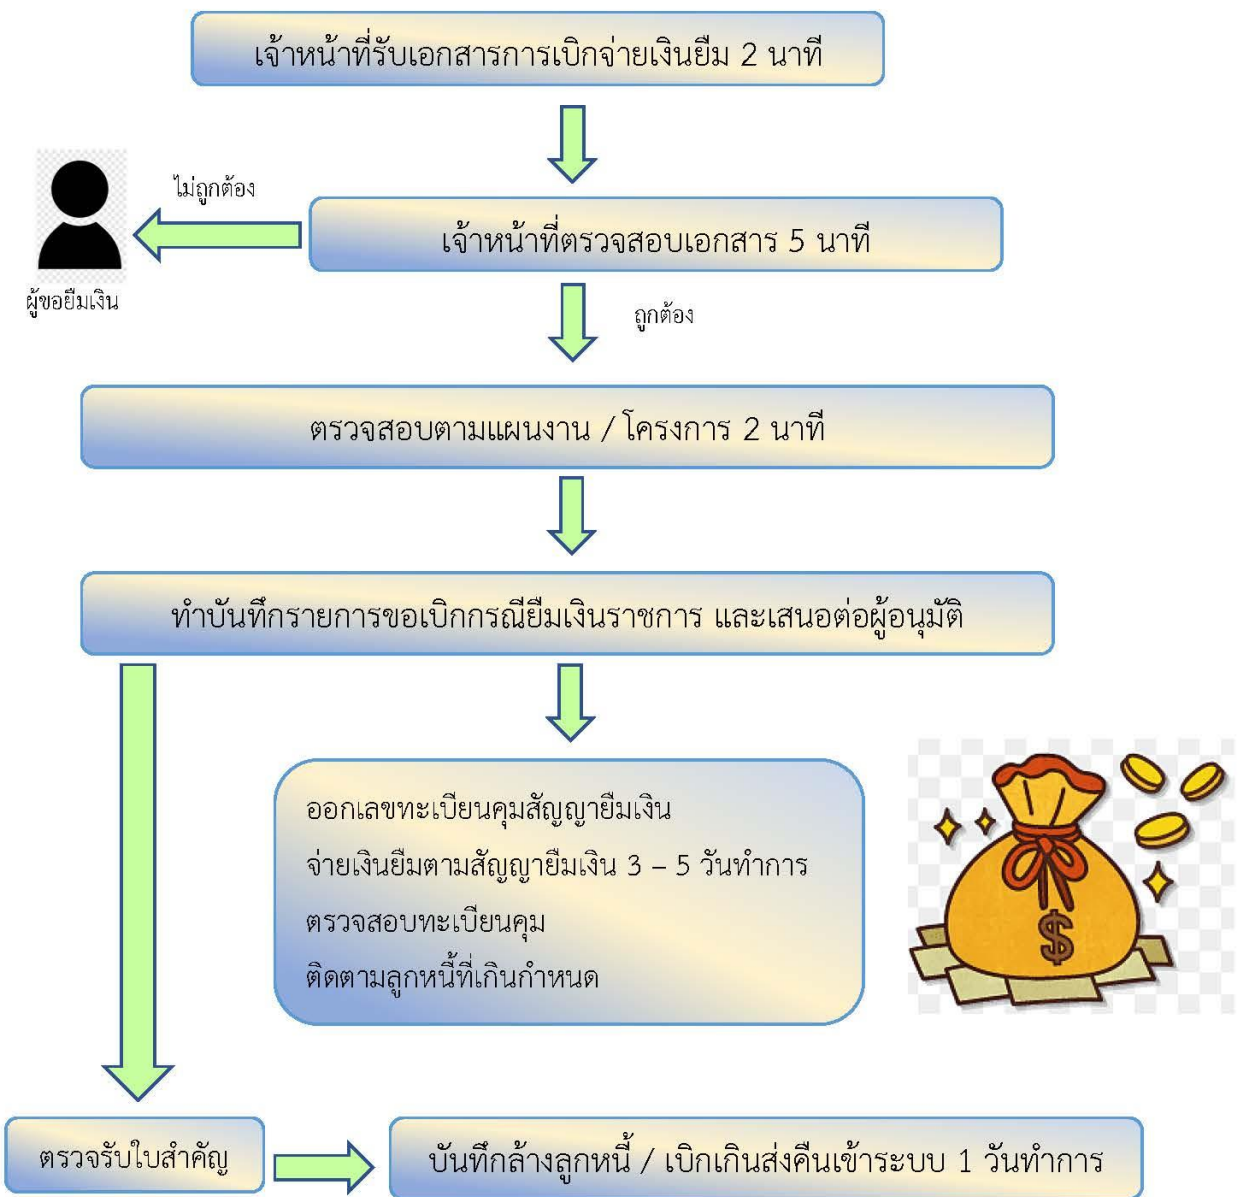 เจ้าหน้าที่รับเอกสารการเบิกจ่ายเงินยืม 2 นาที
ไม่ถูกต้อง
เจ้าหน้าที่ตรวจสอบเอกสาร 5 นาที
ผู้ขอยืมเงิน
ถูกต้อง
ตรวจสอบตามแผนงาน / โครงการ 2 นาที
ทำบันทึกรายการขอเบิกกรณียืมเงินราชการ และเสนอต่อผู้อนุมัติ
ออกเลขทะเบียนคุมสัญญายืมเงิน
จ่ายเงินยืมตามสัญญายืมเงิน 3 – 5 วันทำการ
ตรวจสอบทะเบียนคุม
ติดตามลูกหนี้ที่เกินกำหนด
$
ตรวจรับใบสำคัญ
บันทึกล้างลูกหนี้ / เบิกเกินส่งคืนเข้าระบบ 1 วันทำการ